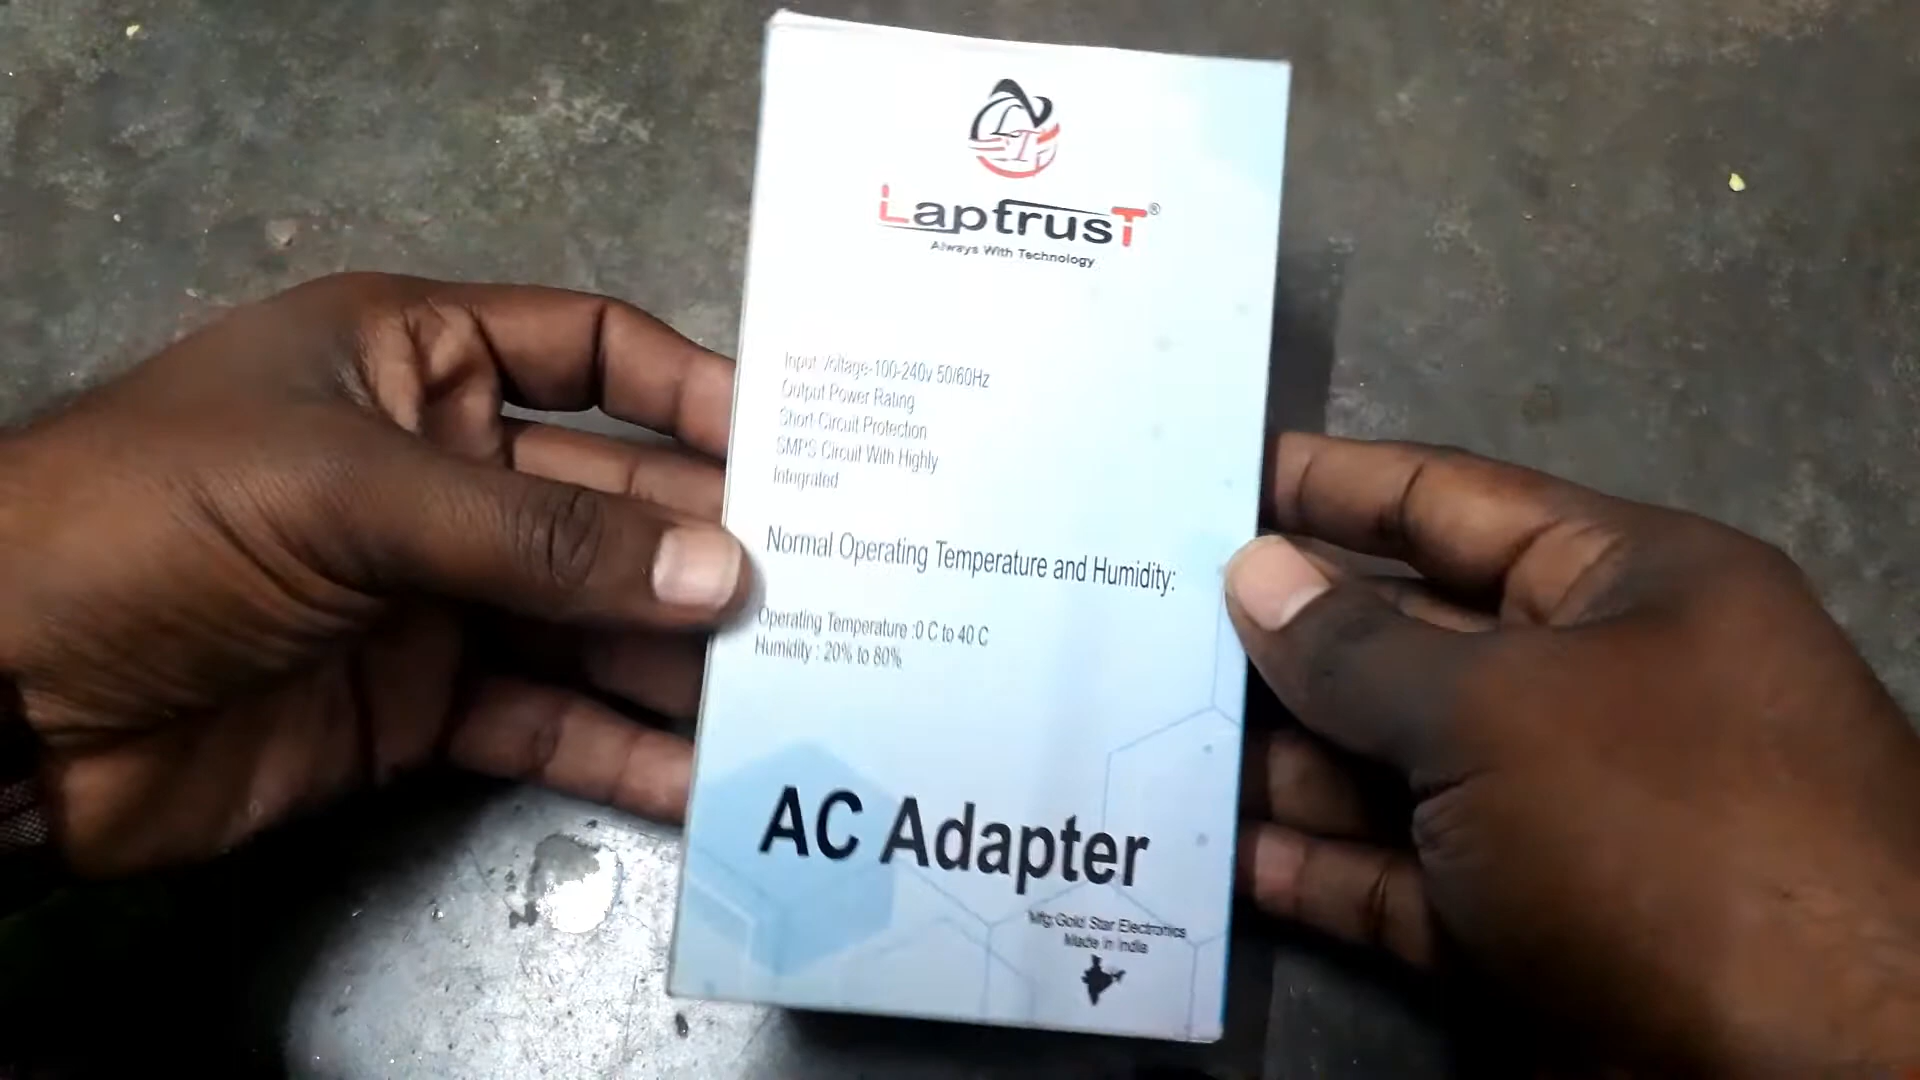 LaptrusT®
Always With Technology
Input Voltage-100-240v 50/60Hz
Output Power Rating
Short Circuit Protection
SMPS Circuit With Highly
Integrated
Normal Operating Temperature and Humidity:
Operating Temperature :0 C to 40 C
Humidity : 20% to 80%
AC Adapter
Mfg:Gold Star Electronics
Made in India